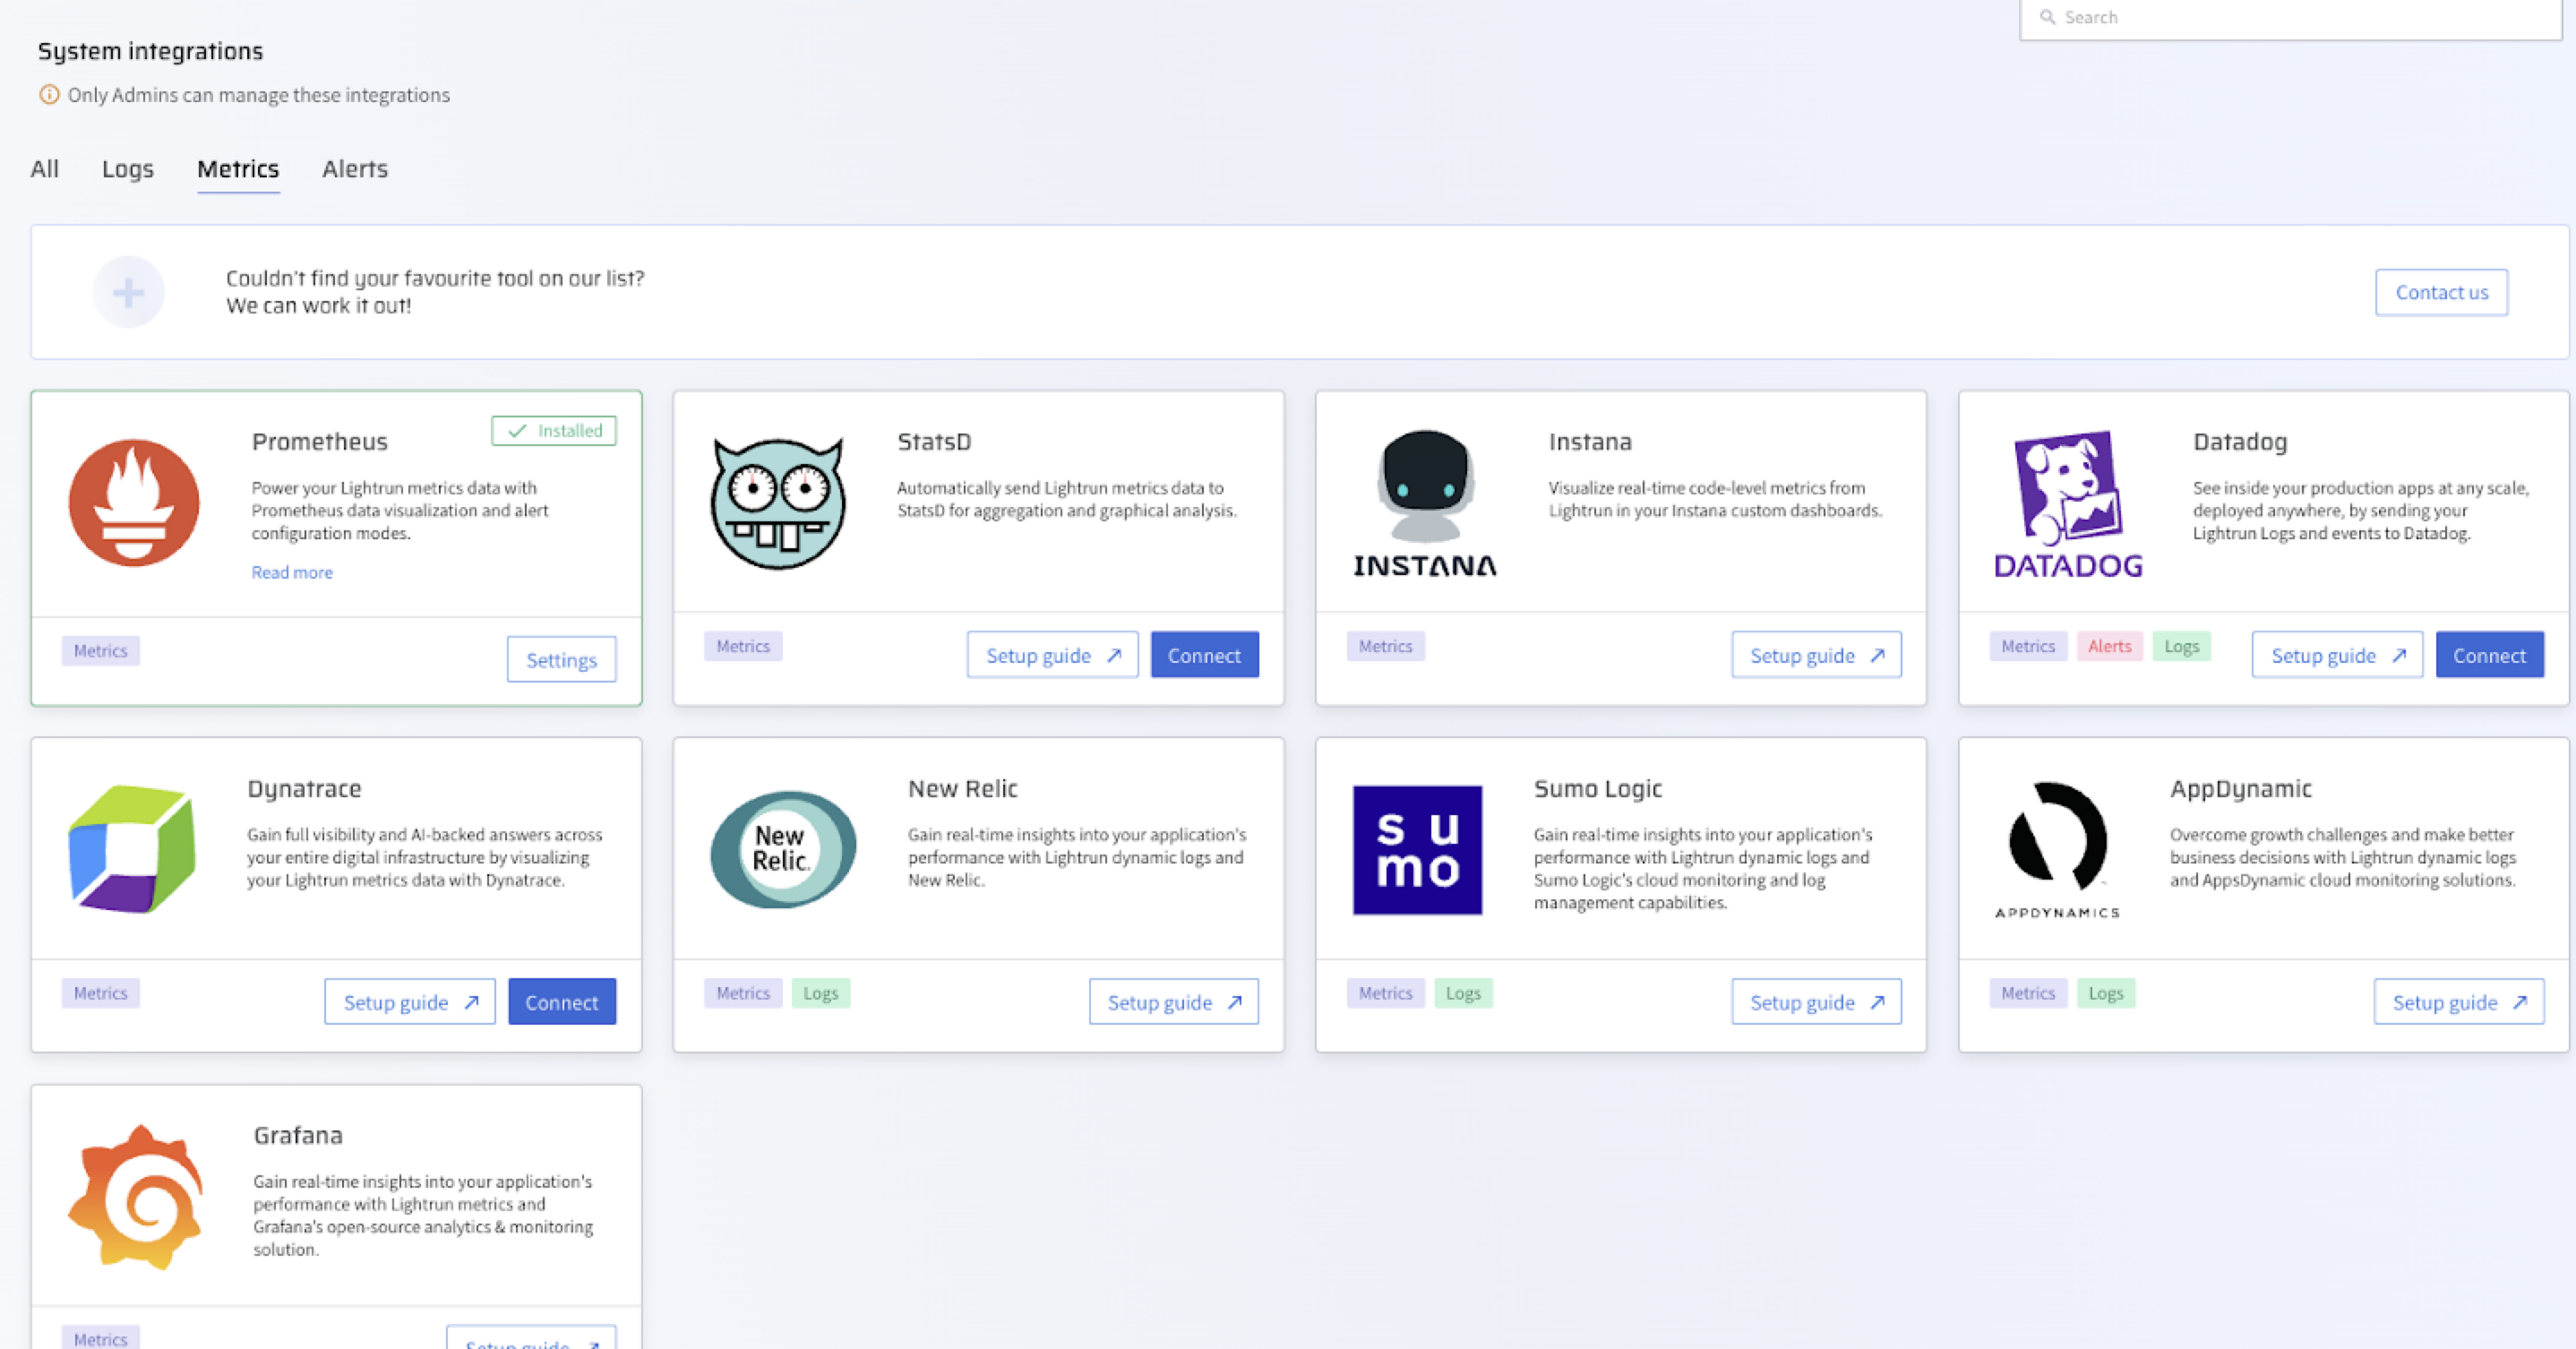 Search
System integrations
Only Admins can manage these integrations
All Logs Metrics Alerts
Couldn't find your favourite tool on our list?
We can work it out!
Contact us
Prometheus
Installed
Power your Lightrun metrics data with
Prometheus data visualization and alert
configuration modes.
Read more
Metrics
Settings
StatsD
Automatically send Lightrun metrics data to
StatsD for aggregation and graphical analysis.
Metrics
Setup guide
Connect
INSTANA
Instana
Visualize real-time code-level metrics from
Lightrun in your Instana custom dashboards.
Metrics
Setup guide
DATADOG
Datadog
See inside your production apps at any scale,
deployed anywhere, by sending your
Lightrun Logs and events to Datadog.
Metrics Alerts Logs
Setup guide
Connect
Dynatrace
Gain full visibility and AI-backed answers across
your entire digital infrastructure by visualizing
your Lightrun metrics data with Dynatrace.
Metrics
Setup guide
Connect
New
Relic.
New Relic
Gain real-time insights into your application's
performance with Lightrun dynamic logs and
New Relic.
Metrics Logs
Setup guide
su
mo
Sumo Logic
Gain real-time insights into your application's
performance with Lightrun dynamic logs and
Sumo Logic's cloud monitoring and log
management capabilities.
Metrics Logs
Setup guide
APPDYNAMICS
AppDynamic
Overcome growth challenges and make better
business decisions with Lightrun dynamic logs
and AppsDynamic cloud monitoring solutions.
Metrics Logs
Setup guide
Grafana
Gain real-time insights into your application's
performance with Lightrun metrics and
Grafana's open-source analytics & monitoring
solution.
Metrics
Setup guide